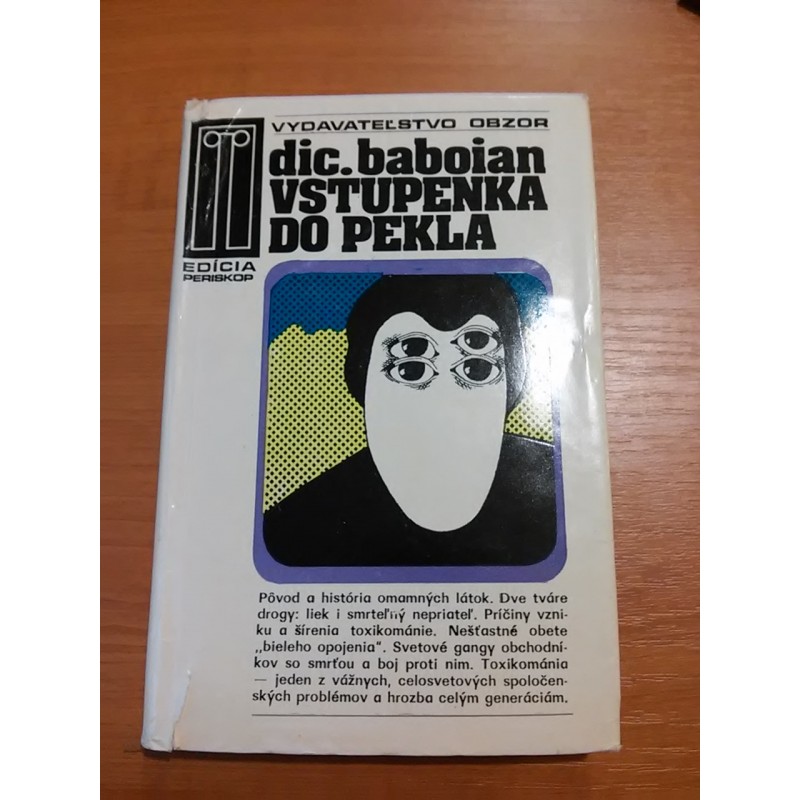 VYDAVATEĽSTVO OBZOR
dic. baboian
VSTUPENKA
DO PEKLA
EDÍCIA
PERISKOP
Pôvod a história omamných látok. Dve tváre
drogy: liek i smrteľný nepriateľ. Príčiny vzni-
ku a šírenia toxikománie. Nešťastné obete
„bieleho opojenia". Svetové gangy obchodní-
kov so smrťou a boj proti nim. Toxikománia
— jeden z vážnych, celosvetových spoločen-
ských problémov a hrozba celým generáciám.